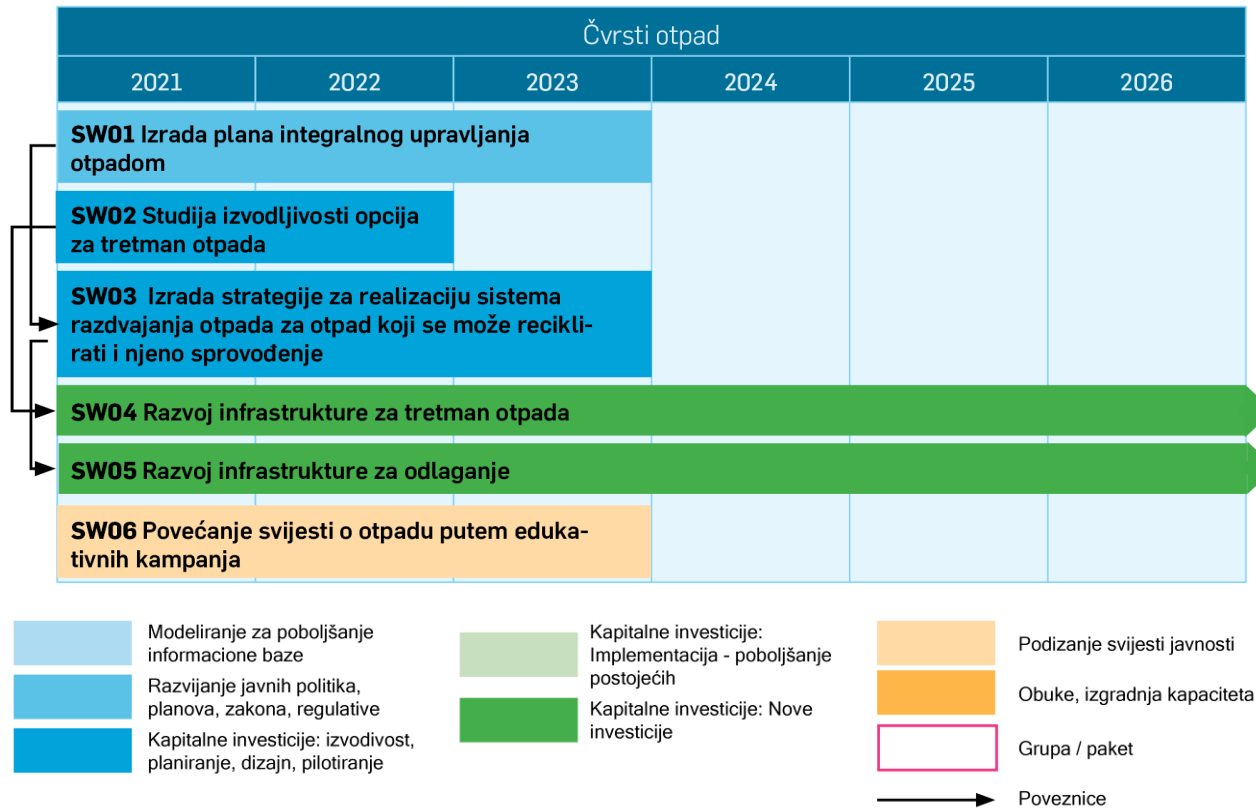 Čvrsti otpad
2021 2022 2023 2024 2025 2026
SW01 Izrada plana integralnog upravljanja
otpadom
SW02 Studija izvodljivosti opcija
za tretman otpada
SW03 Izrada strategije za realizaciju sistema
razdvajanja otpada za otpad koji se može recikli-
rati i njeno sprovođenje
SW04 Razvoj infrastrukture za tretman otpada
SW05 Razvoj infrastrukture za odlaganje
SW06 Povećanje svijesti o otpadu putem eduka-
tivnih kampanja
Modeliranje za poboljšanje
informacione baze
Razvijanje javnih politika,
planova, zakona, regulative
Kapitalne investicije: izvodivost,
planiranje, dizajn, pilotiranje
Kapitalne investicije:
Implementacija - poboljšanje
postojećih
Kapitalne investicije: Nove
investicije
Podizanje svijesti javnosti
Obuke, izgradnja kapaciteta
Grupa / paket
Poveznice